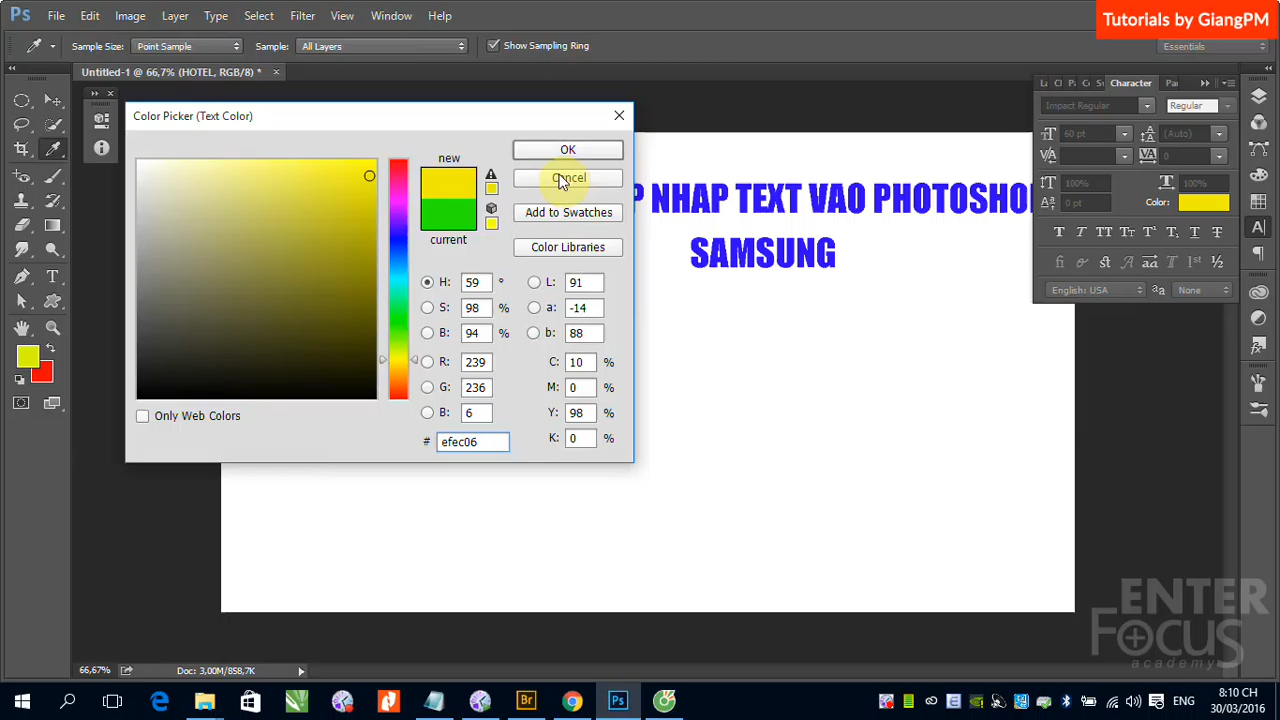 Ps File Edit Image Layer Type Select Filter View Window Help
Tutorials by GiangPM
Sample Size: Point Sample Sample: All Layers Show Sampling Ring Essentials
Untitled-1 @ 66,7% (HOTEL, RGB/8) *
Character
Color Picker (Text Color)
Impact Regular Regular
60 pt (Auto)
0
100% 100%
0 pt Color:
new
OK
Cancel
Add to Swatches
current
Color Libraries
P NHAP TEXT VAO PHOTOSHO
SAMSUNG
H: 59 ° L: 91
S: 98 % a: -14
B: 94 % b: 88
R: 239 C: 10 %
G: 236 M: 0 %
B: 6 Y: 98 %
# efec06 K: 0 %
Only Web Colors
English: USA None
ENTER
FOCUS
academy
66,67% Doc: 3,00M/858,7K
Br Ps ENG
8:10 CH
30/03/2016